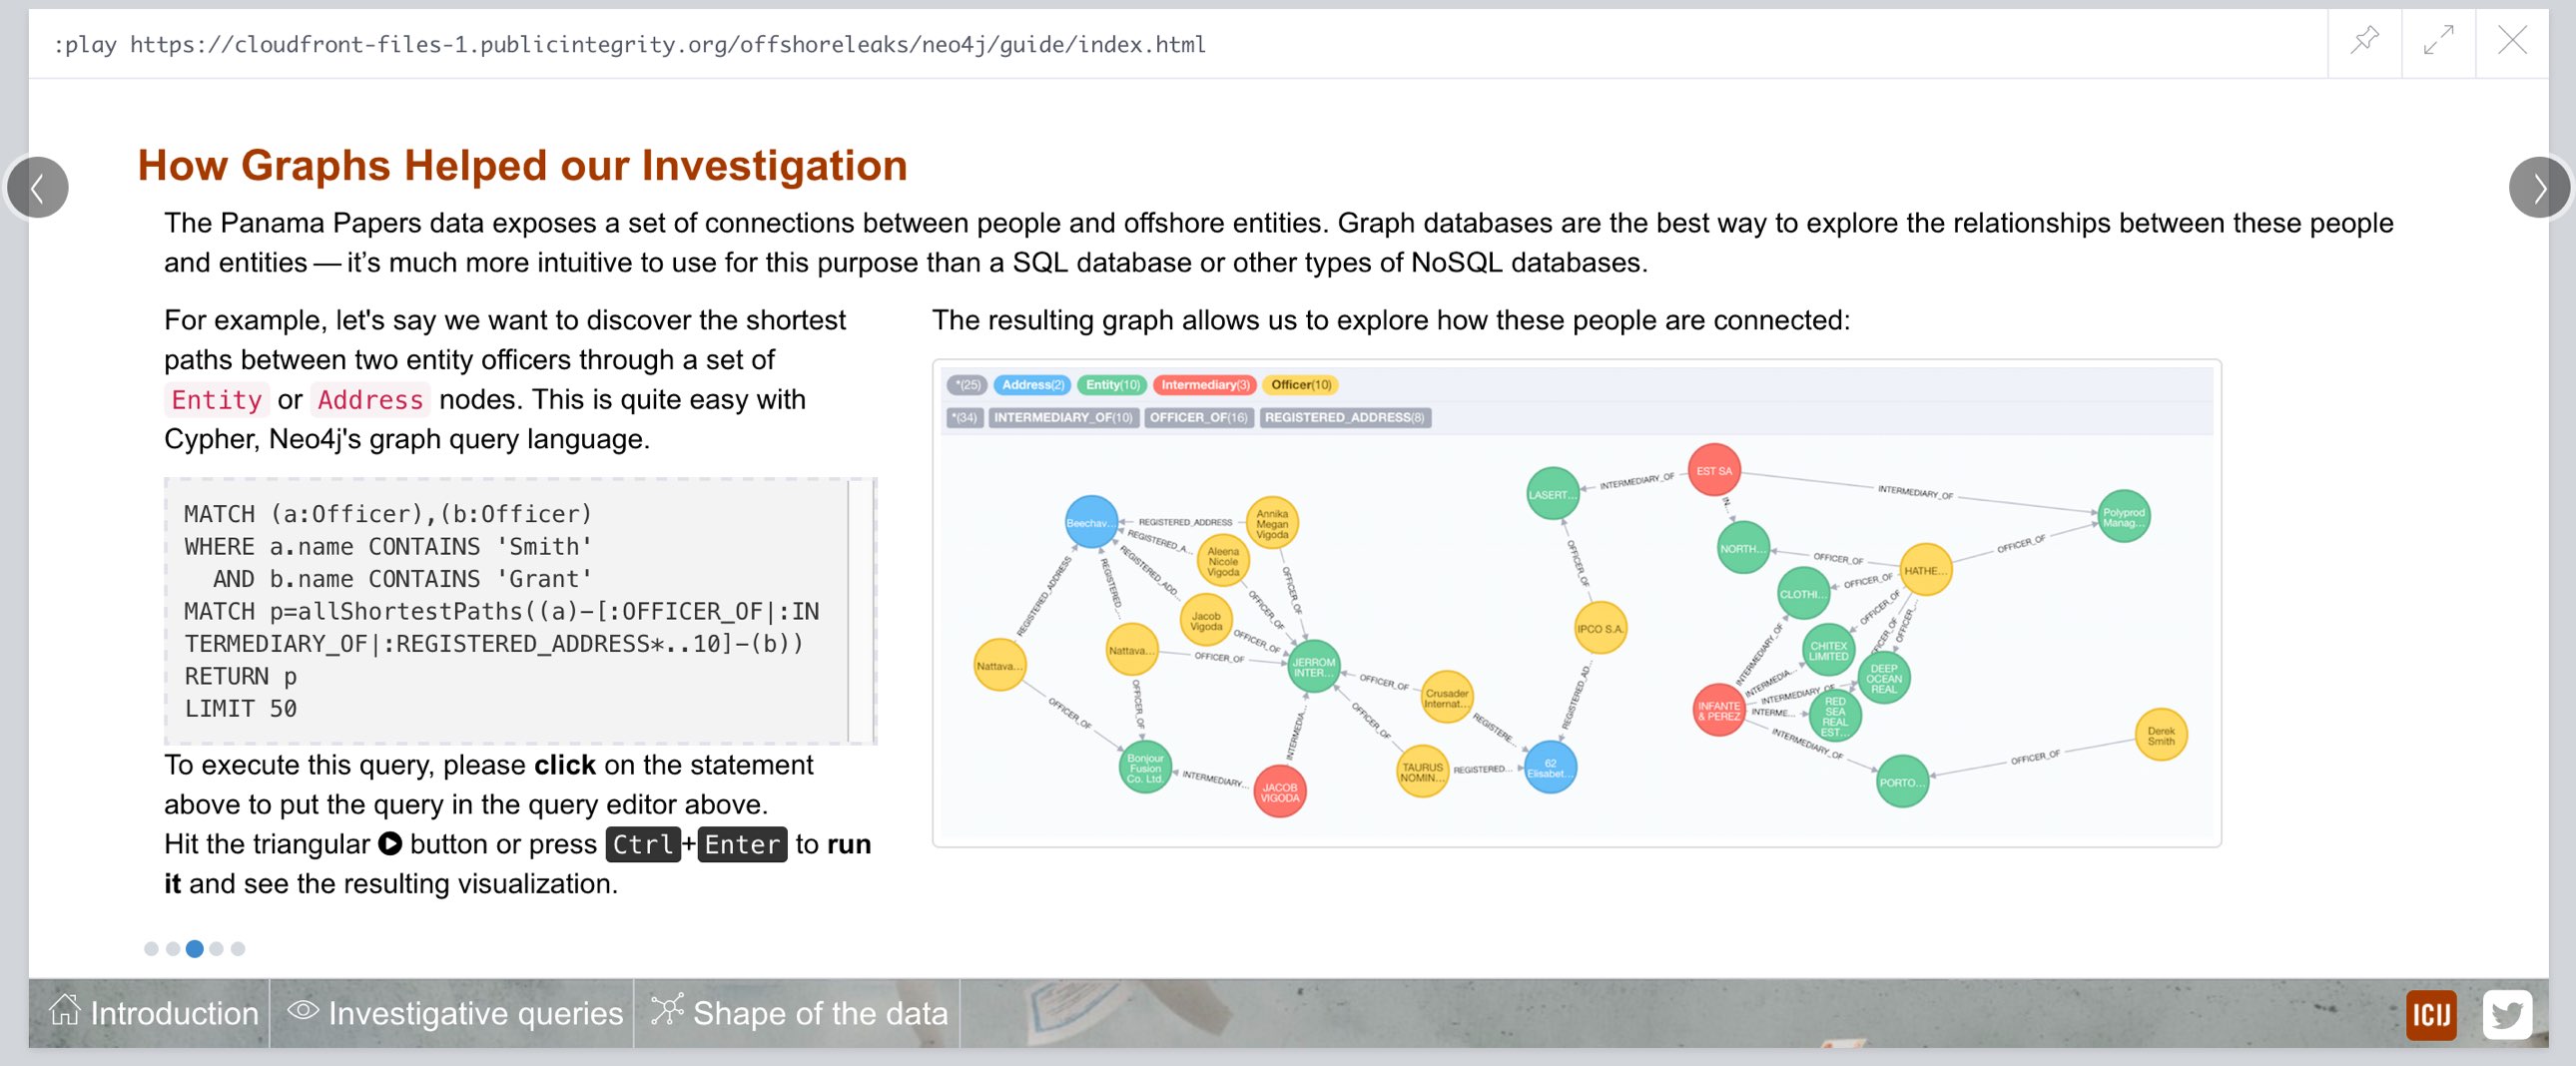 :play https://cloudfront-files-1.publicintegrity.org/offshoreleaks/neo4j/guide/index.html
How Graphs Helped our Investigation
The Panama Papers data exposes a set of connections between people and offshore entities. Graph databases are the best way to explore the relationships between these people
and entities — it’s much more intuitive to use for this purpose than a SQL database or other types of NoSQL databases.
For example, let's say we want to discover the shortest
paths between two entity officers through a set of
Entity or Address nodes. This is quite easy with
Cypher, Neo4j's graph query language.
MATCH (a:Officer),(b:Officer)
WHERE a.name CONTAINS 'Smith'
  AND b.name CONTAINS 'Grant'
MATCH p=allShortestPaths((a)-[:OFFICER_OF|:IN
TERMEDIARY_OF|:REGISTERED_ADDRESS*..10]-(b))
RETURN p
LIMIT 50
To execute this query, please click on the statement
above to put the query in the query editor above.
Hit the triangular button or press Ctrl+Enter to run
it and see the resulting visualization.
The resulting graph allows us to explore how these people are connected:
*(25) Address(2) Entity(10) Intermediary(3) Officer(10)
*(34) INTERMEDIARY_OF(10) OFFICER_OF(16) REGISTERED_ADDRESS(8)
Beechav...
REGISTERED_ADDRESS
Annika
Megan
Vigoda
REGISTERED_A...
Aleena
Nicole
Vigoda
REGISTERED_ADD...
REGISTERED...
REGISTERED_ADDRESS
Jacob
Vigoda
OFFICER_OF
OFFICER_OF
OFFICER_OF
Nattava...
Nattava...
OFFICER_OF
JERROM
INTER...
OFFICER_OF
OFFICER_OF
Bonjour
Fusion
Co. Ltd.
INTERMEDIARY...
JACOB
VIGODA
INTERMEDIA...
OFFICER_OF
Crusader
Internat...
OFFICER_OF
TAURUS
NOMIN...
REGISTERED...
REGISTERE...
62
Elisabet...
REGISTERED_AD...
IPCO S.A.
OFFICER_OF
LASERT...
INTERMEDIARY_OF
EST SA
INTERMEDIARY_OF
Polyprod
Manag...
IN...
NORTH...
OFFICER_OF
HATHE...
OFFICER_OF
CLOTHI...
OFFICER_OF
OFFICER_OF
OFFICER...
CHITEX
LIMITED
DEEP
OCEAN
REAL
RED
SEA
REAL
EST...
INTERMEDIARY_OF
INTERMEDIA...
INTERMEDIARY_OF
INTERME...
INFANTE
& PEREZ
INTERMEDIARY_OF
PORTO...
OFFICER_OF
Derek
Smith
Introduction
Investigative queries
Shape of the data
ICIJ